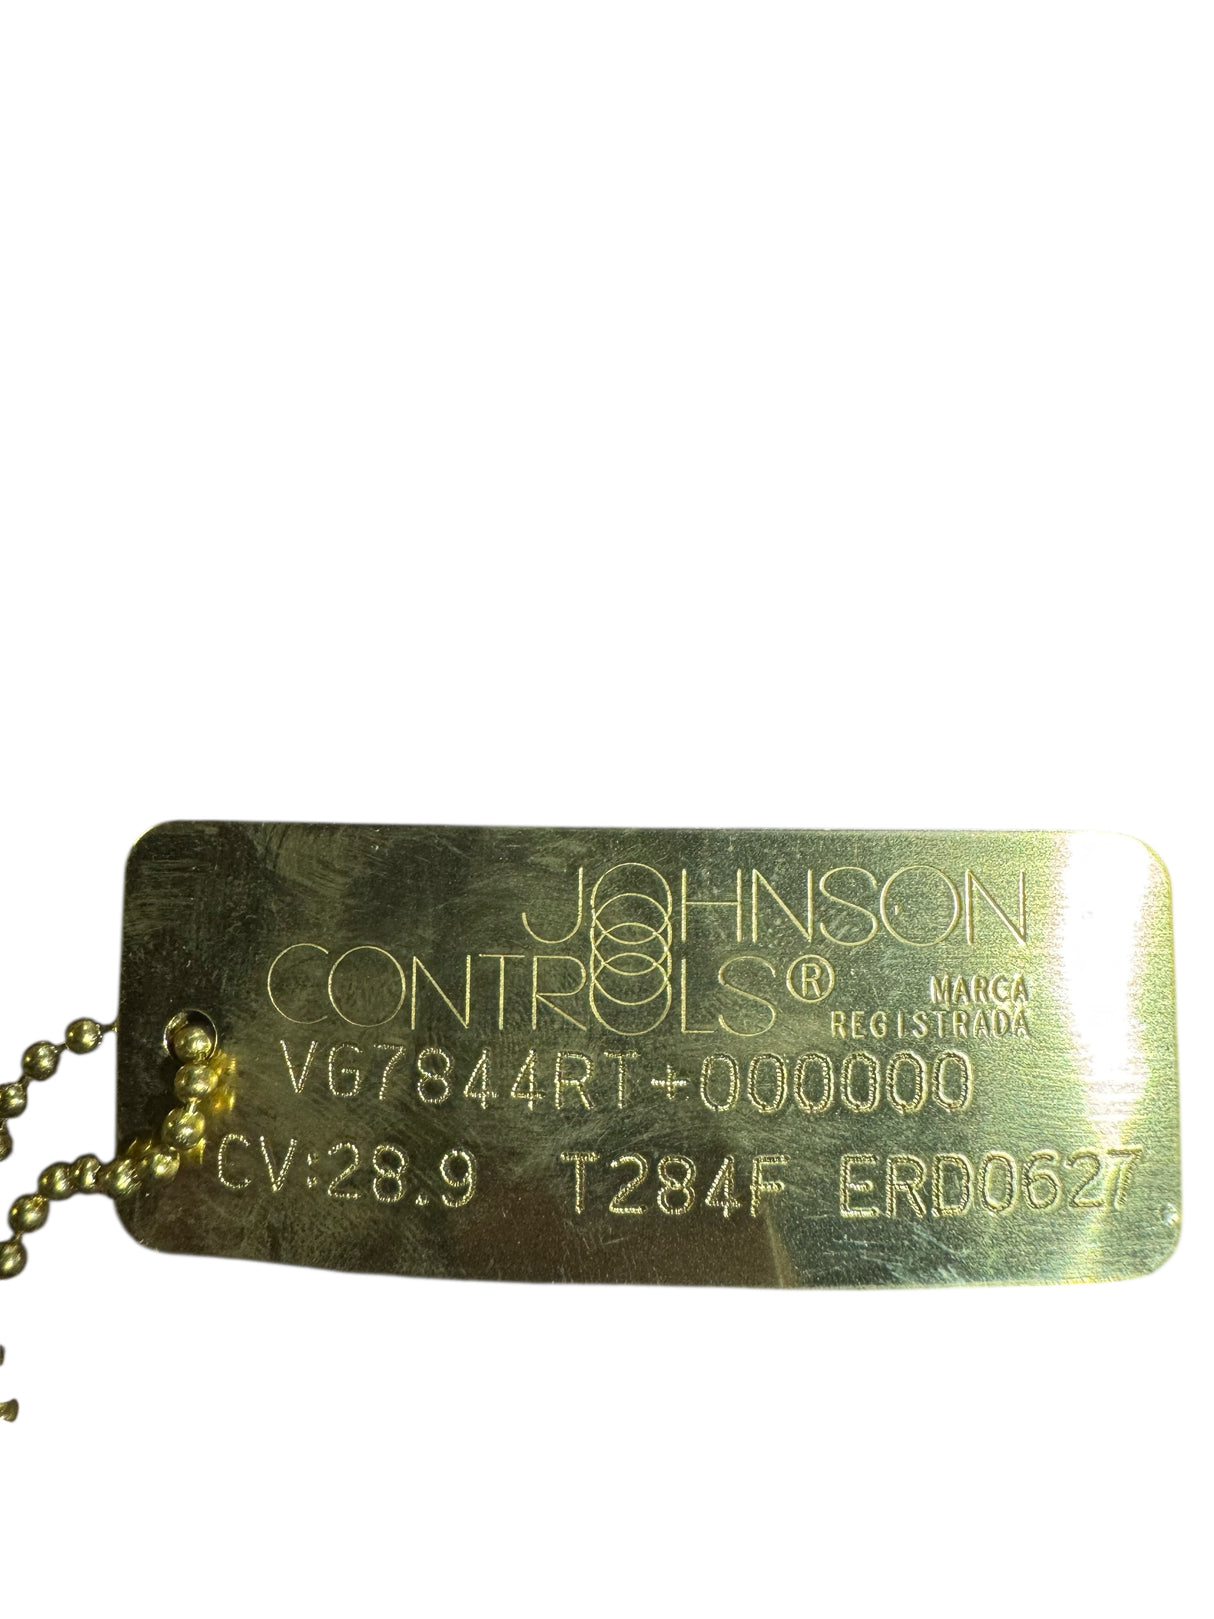 JOHNSON
CONTROLS®
MARCA
REGISTRADA
VG7844RT+000000
CV:28.9 T284F ERD0627